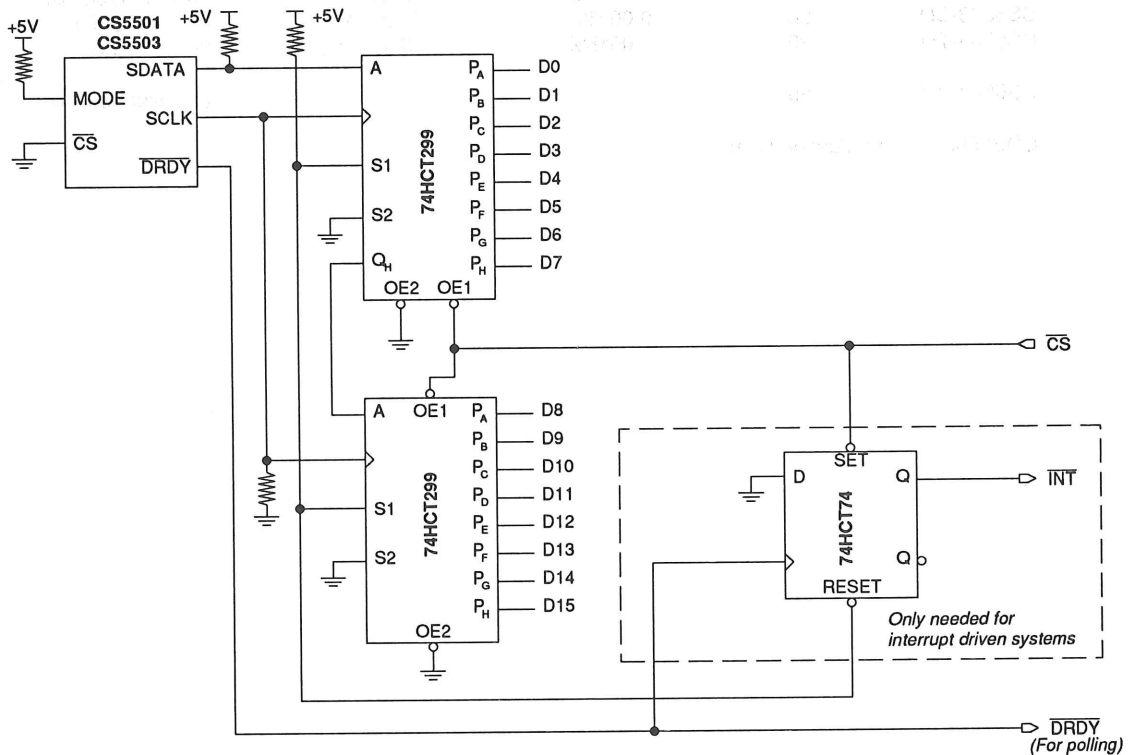 +5V
CS5501
CS5503
+5V
+5V
SDATA
MODE
SCLK
CS
DRDY
A
S1
S2
QH
74HCT299
PA
PB
PC
PD
PE
PF
PG
PH
OE2
OE1
D0
D1
D2
D3
D4
D5
D6
D7
CS
A
OE1
S1
S2
74HCT299
PA
PB
PC
PD
PE
PF
PG
PH
OE2
D8
D9
D10
D11
D12
D13
D14
D15
SET
D
Q
74HCT74
Q
RESET
INT
Only needed for
interrupt driven systems
DRDY
(For polling)